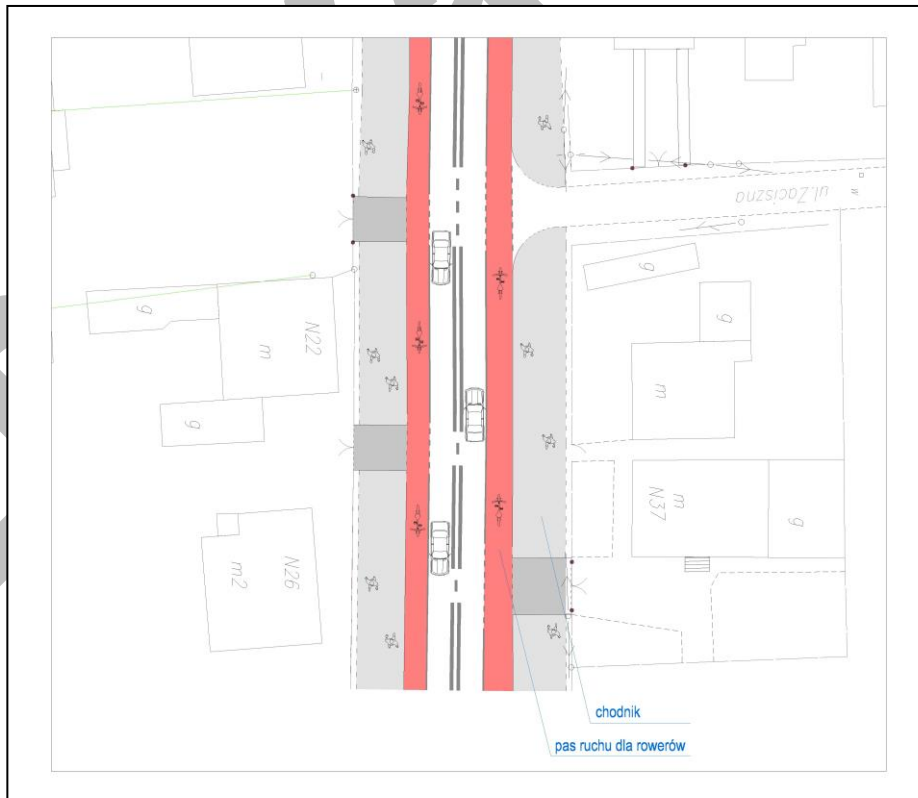 ul. Zaciszna
g
g
N22
m
g
m
g
m
N37
g
N26
m2
chodnik
pas ruchu dla rowerów